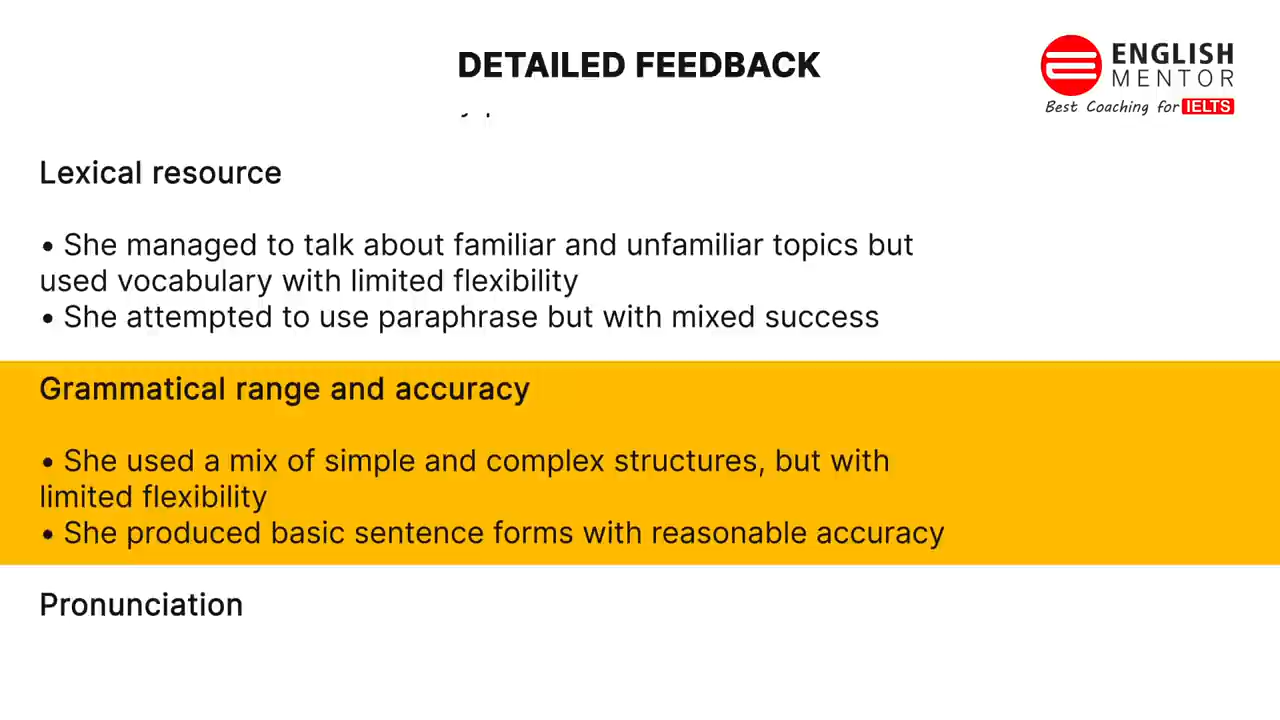 DETAILED FEEDBACK
ENGLISH
MENTOR
Best Coaching for IELTS
Lexical resource
• She managed to talk about familiar and unfamiliar topics but
used vocabulary with limited flexibility
• She attempted to use paraphrase but with mixed success
Grammatical range and accuracy
• She used a mix of simple and complex structures, but with
limited flexibility
• She produced basic sentence forms with reasonable accuracy
Pronunciation